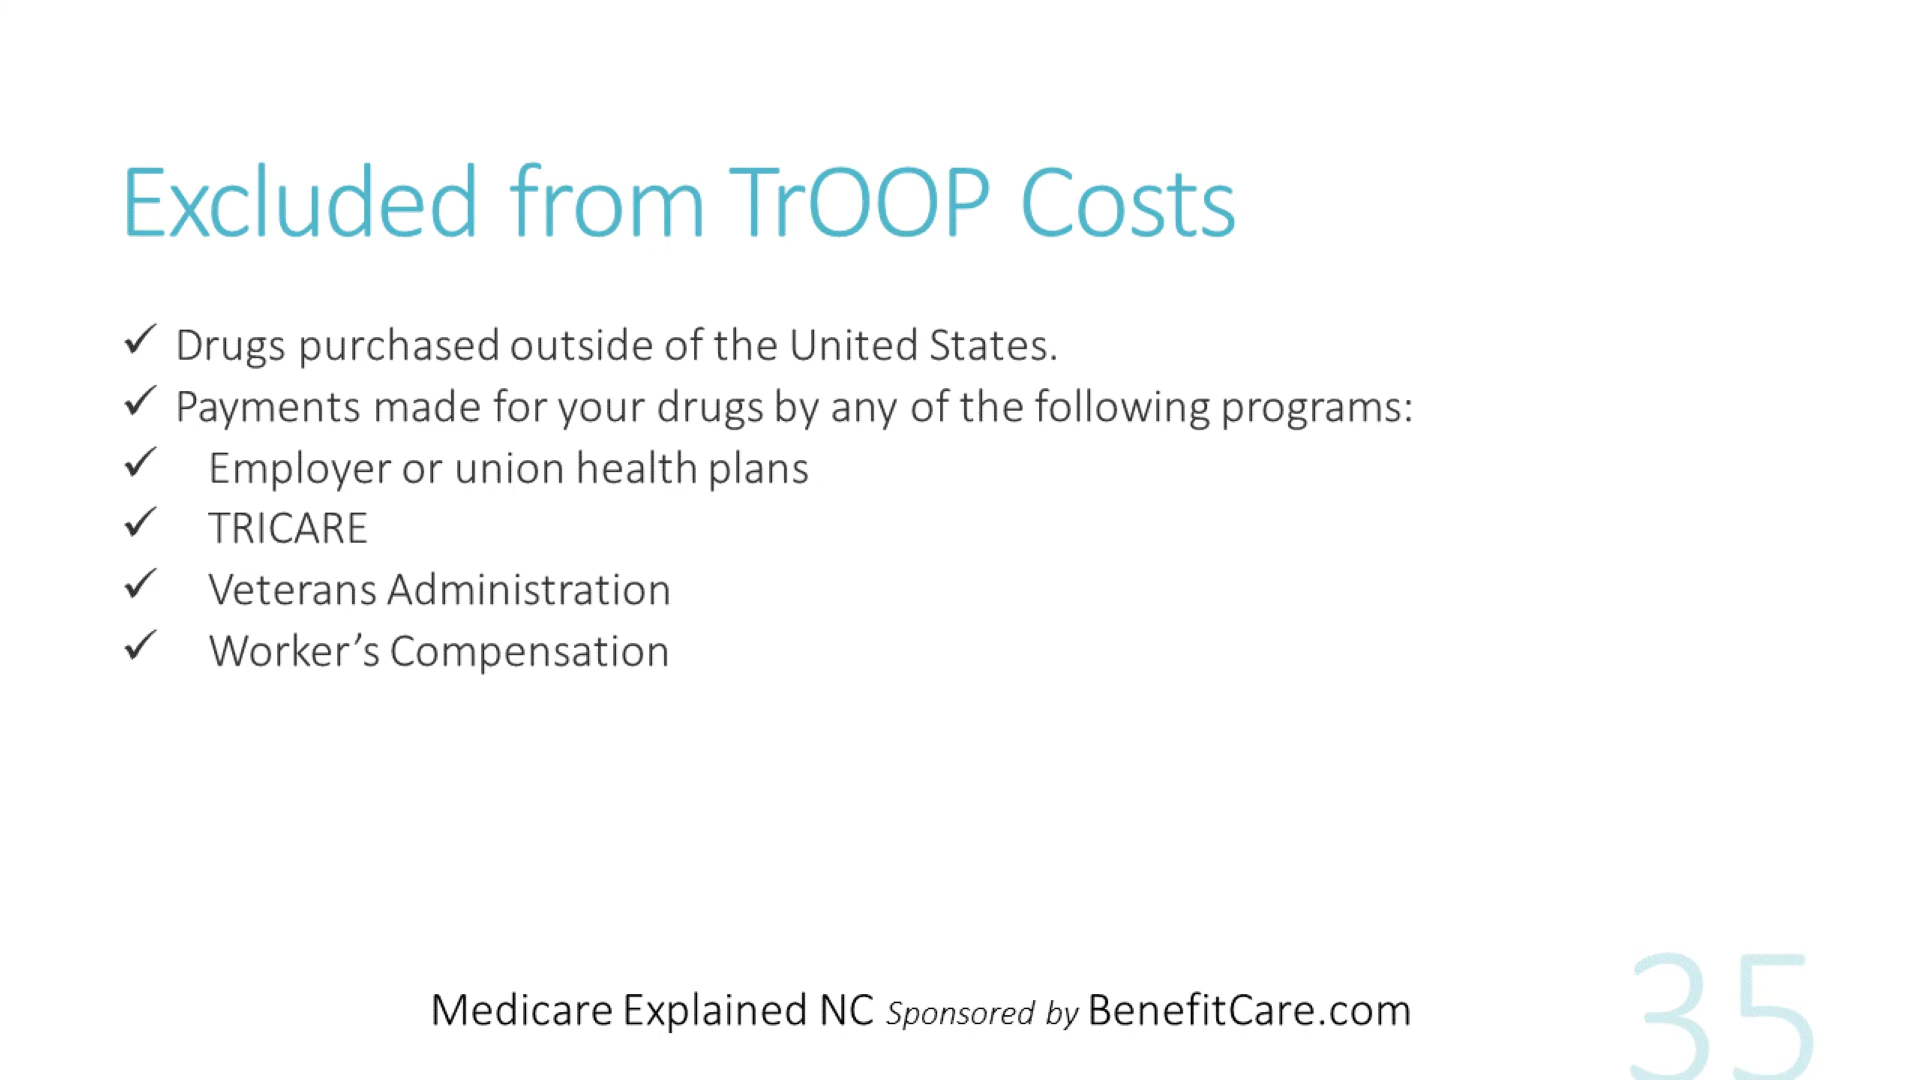 Excluded from TrOOP Costs
✓ Drugs purchased outside of the United States.
✓ Payments made for your drugs by any of the following programs:
✓ Employer or union health plans
✓ TRICARE
✓ Veterans Administration
✓ Worker’s Compensation
Medicare Explained NC Sponsored by BenefitCare.com
35